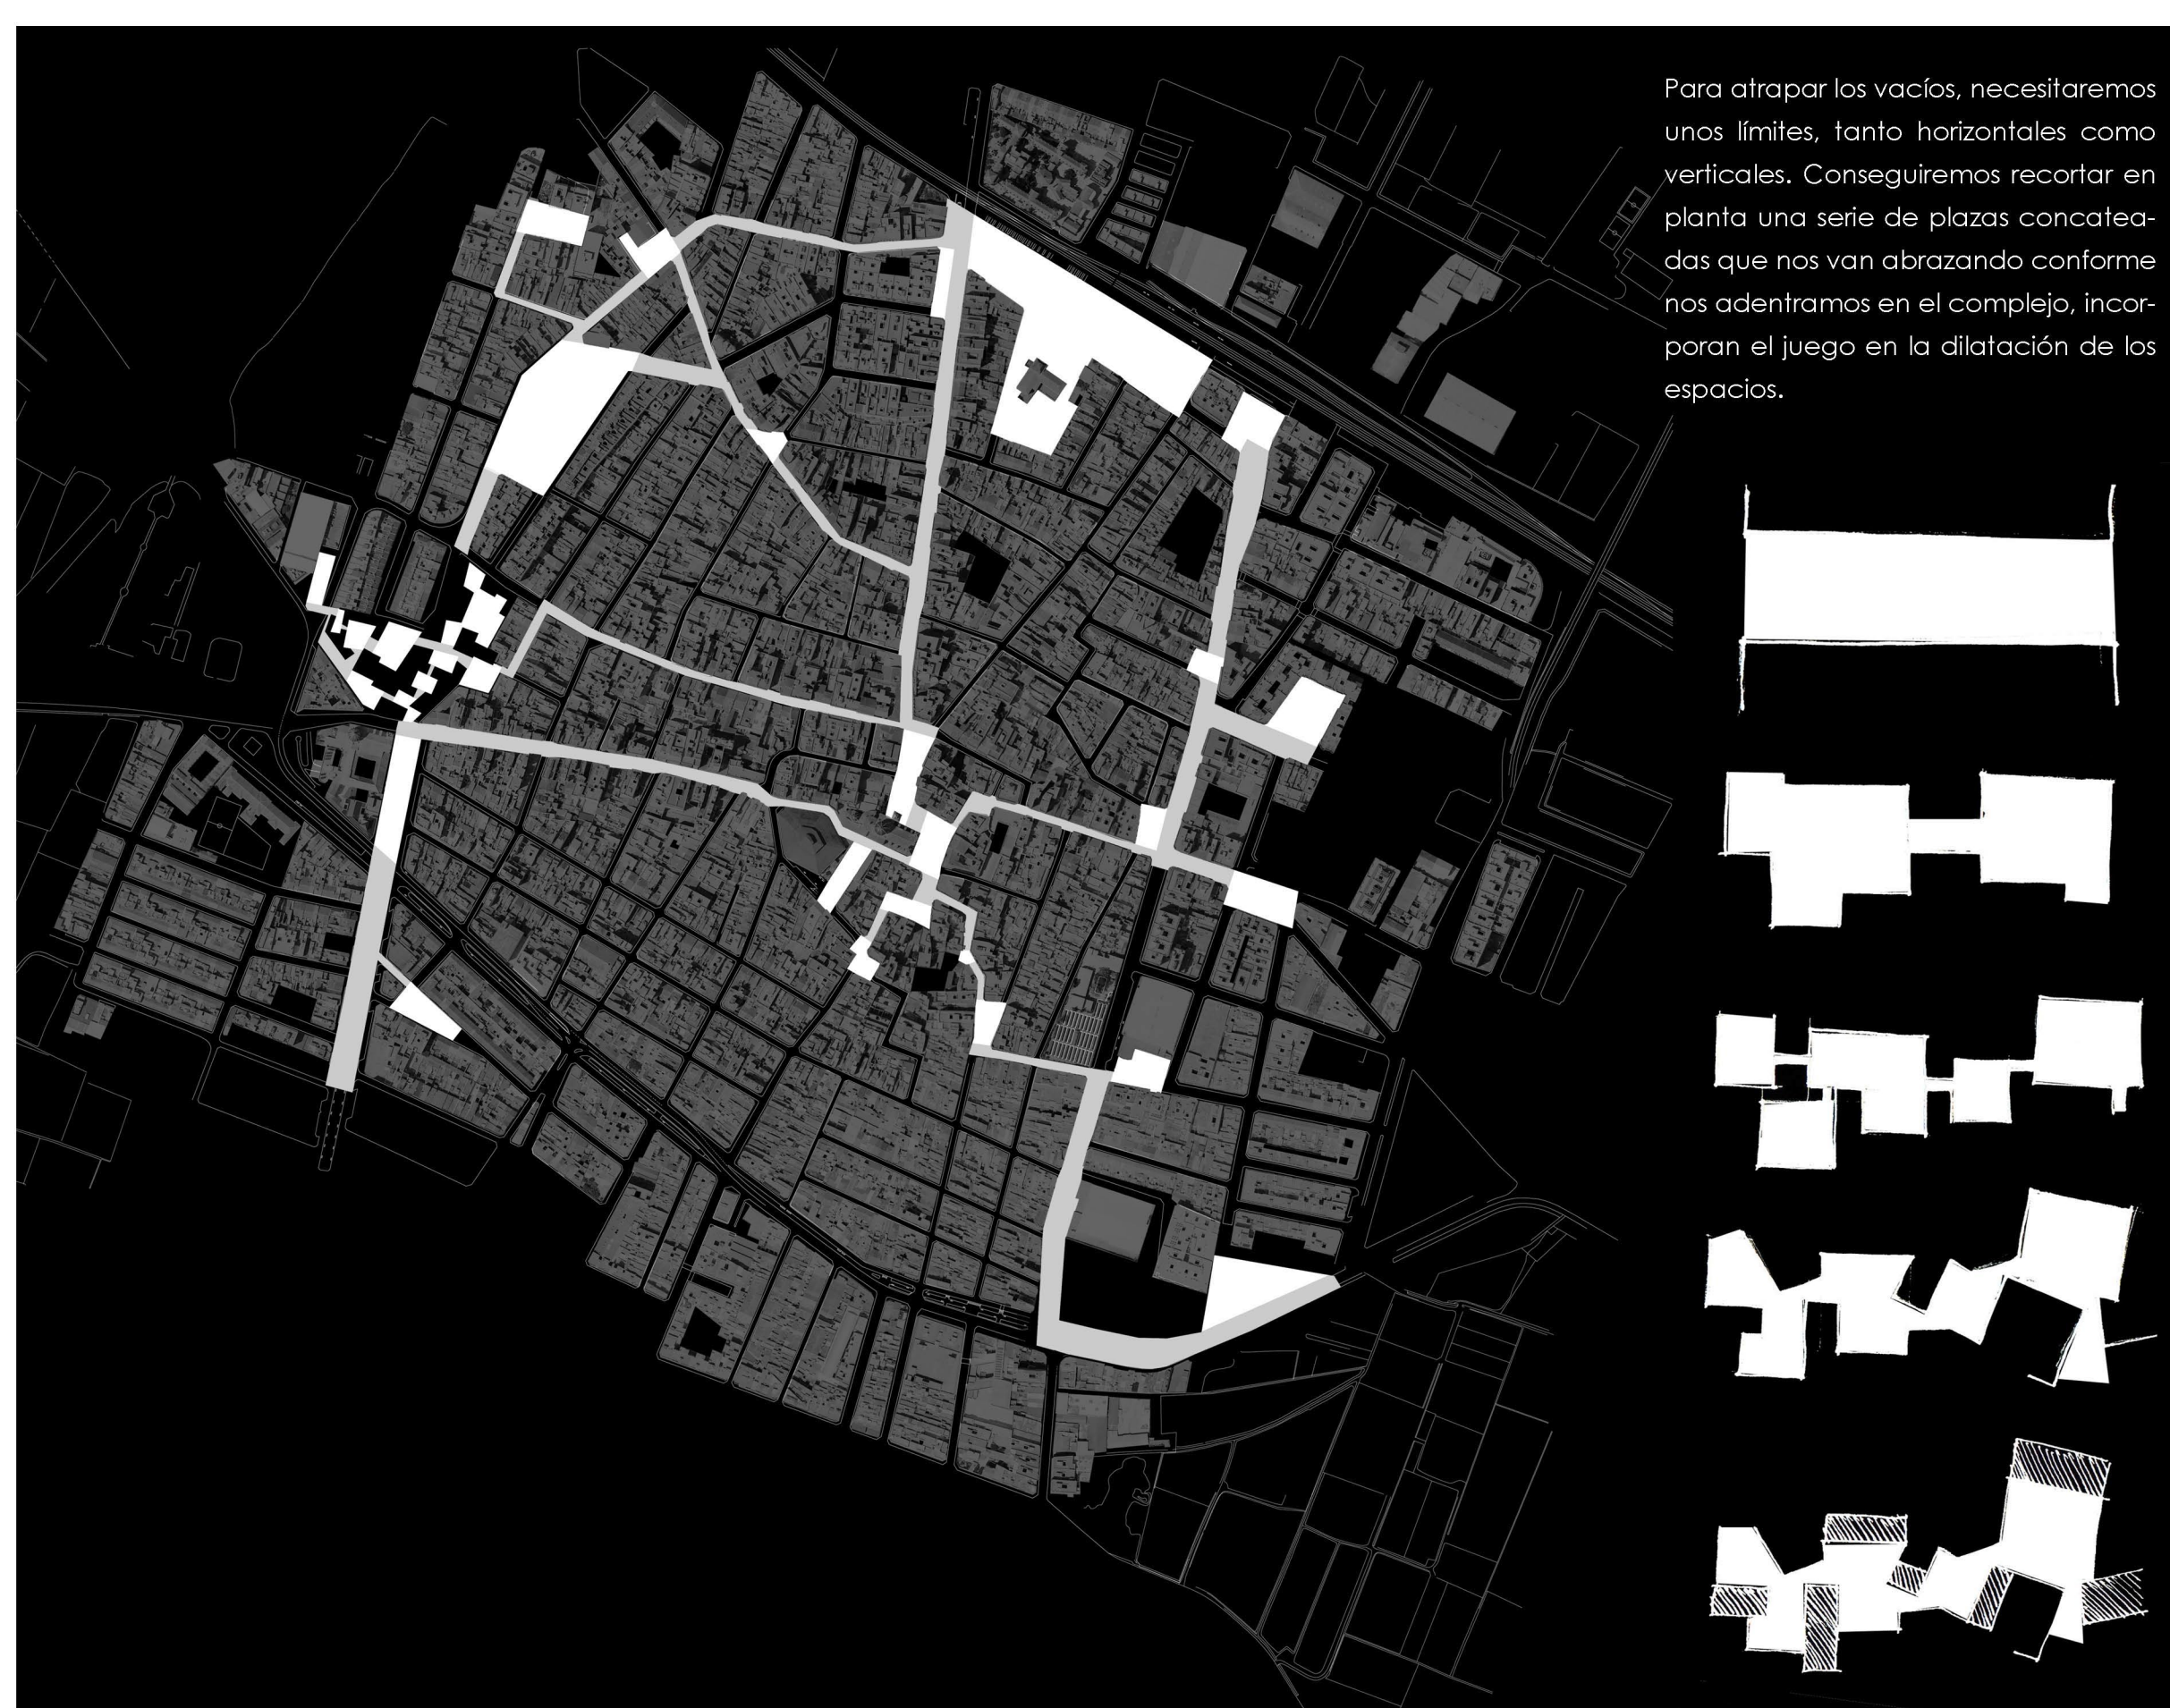 Para atrapar los vacíos, necesitaremos
unos límites, tanto horizontales como
verticales. Conseguiremos recortar en
planta una serie de plazas concatea-
das que nos van abrazando conforme
nos adentramos en el complejo, incor-
poran el juego en la dilatación de los
espacios.